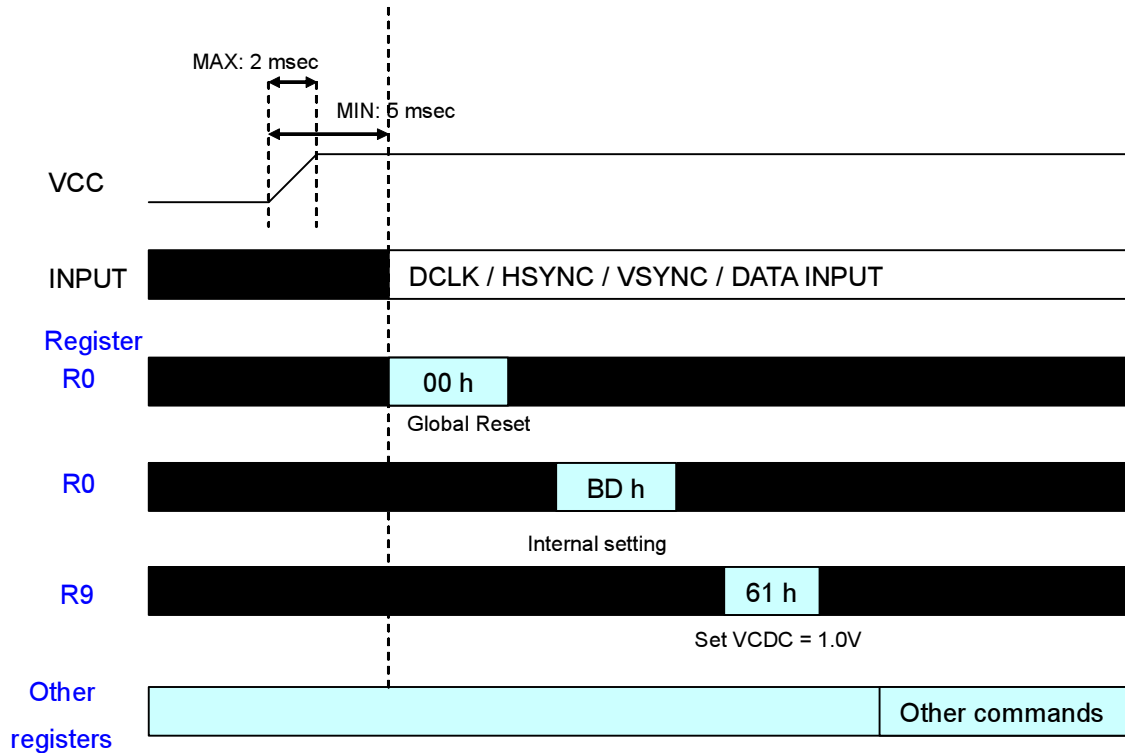 MAX: 2 msec
MIN: 5 msec
VCC
INPUT
DCLK / HSYNC / VSYNC / DATA INPUT
Register
R0
00 h
Global Reset
R0
BD h
Internal setting
R9
61 h
Set VCDC = 1.0V
Other
registers
Other commands